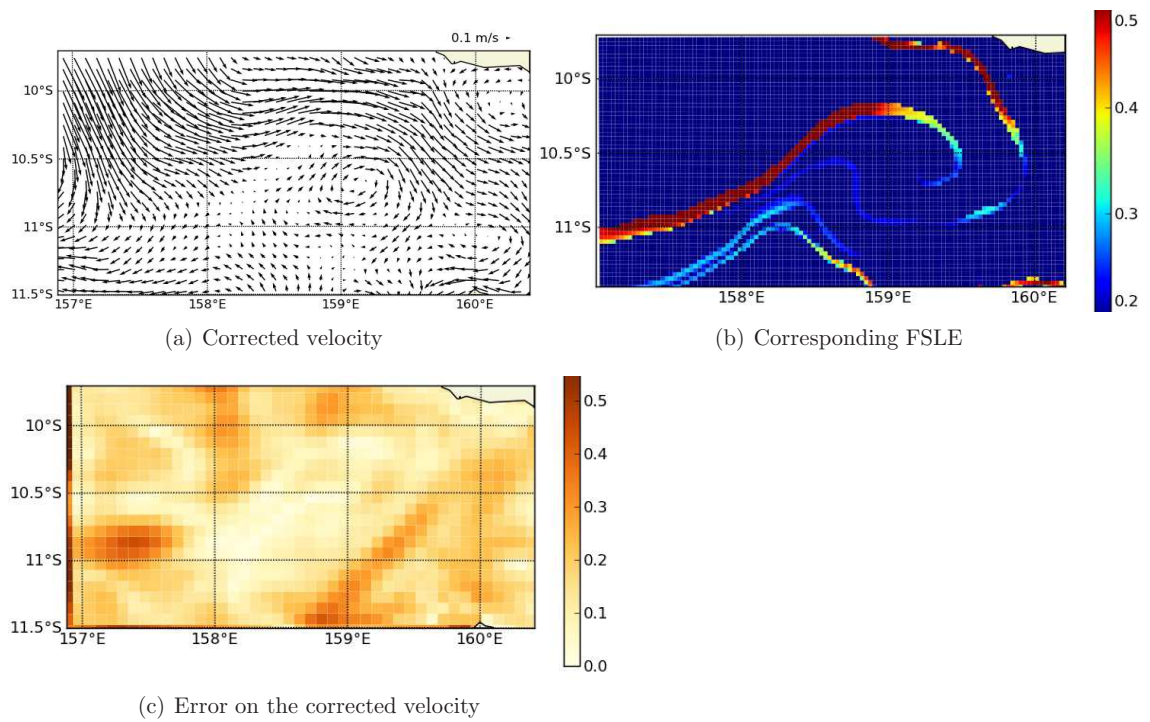 0.1 m/s
10°S
10.5°S
11°S
11.5°S
157°E
158°E
159°E
160°E
(a) Corrected velocity
10°S
10.5°S
11°S
158°E
159°E
160°E
0.5
0.4
0.3
0.2
(b) Corresponding FSLE
10°S
10.5°S
11°S
11.5°S
157°E
158°E
159°E
160°E
0.5
0.4
0.3
0.2
0.1
0.0
(c) Error on the corrected velocity